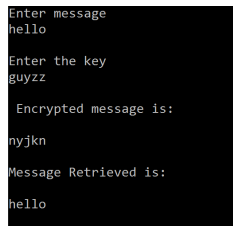 Enter message
hello
Enter the key
guyzz
Encrypted message is:
nyjkn
Message Retrieved is:
hello